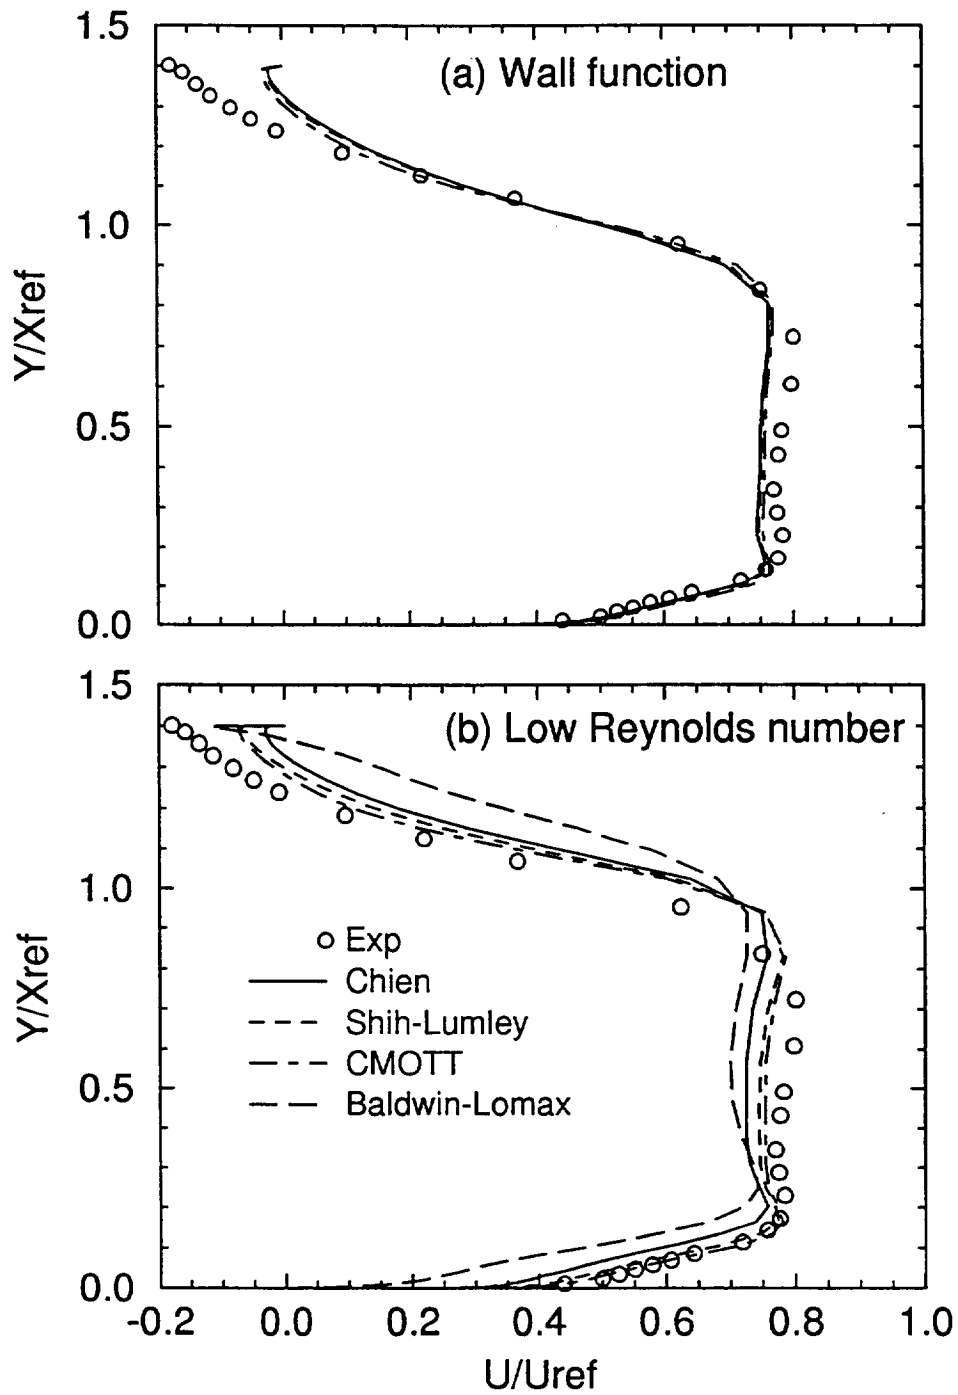 1.5
(a) Wall function
1.0
Y/Xref
0.5
0.0
1.5
(b) Low Reynolds number
1.0
Exp
Chien
Y/Xref
Shih-Lumley
CMOTT
0.5
Baldwin-Lomax
0.0
-0.2 0.0 0.2 0.4 0.6 0.8 1.0
U/Uref